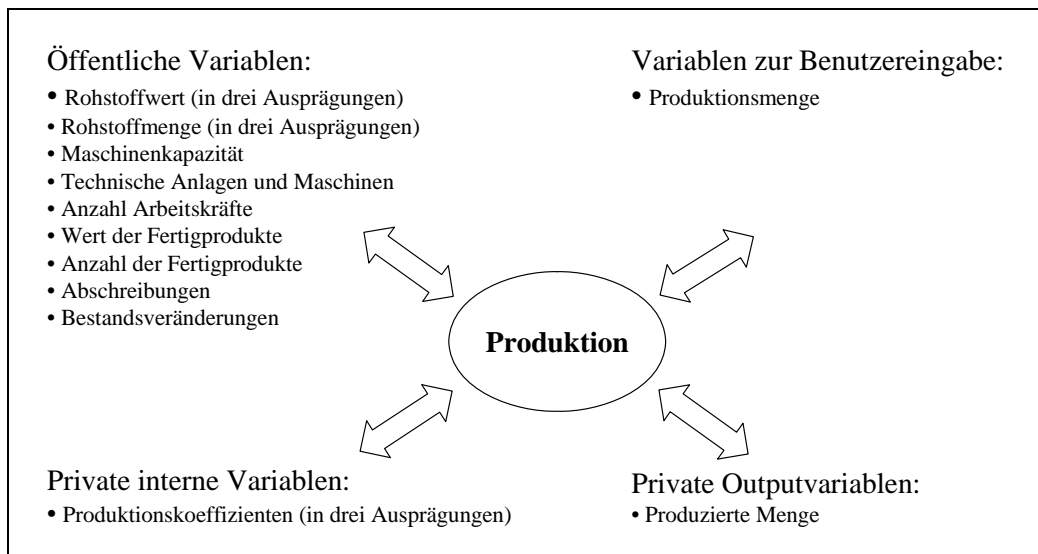 Öffentliche Variablen:
• Rohstoffwert (in drei Ausprägungen)
• Rohstoffmenge (in drei Ausprägungen)
• Maschinenkapazität
• Technische Anlagen und Maschinen
• Anzahl Arbeitskräfte
• Wert der Fertigprodukte
• Anzahl der Fertigprodukte
• Abschreibungen
• Bestandsveränderungen
Variablen zur Benutzereingabe:
• Produktionsmenge
Produktion
Private interne Variablen:
• Produktionskoeffizienten (in drei Ausprägungen)
Private Outputvariablen:
• Produzierte Menge